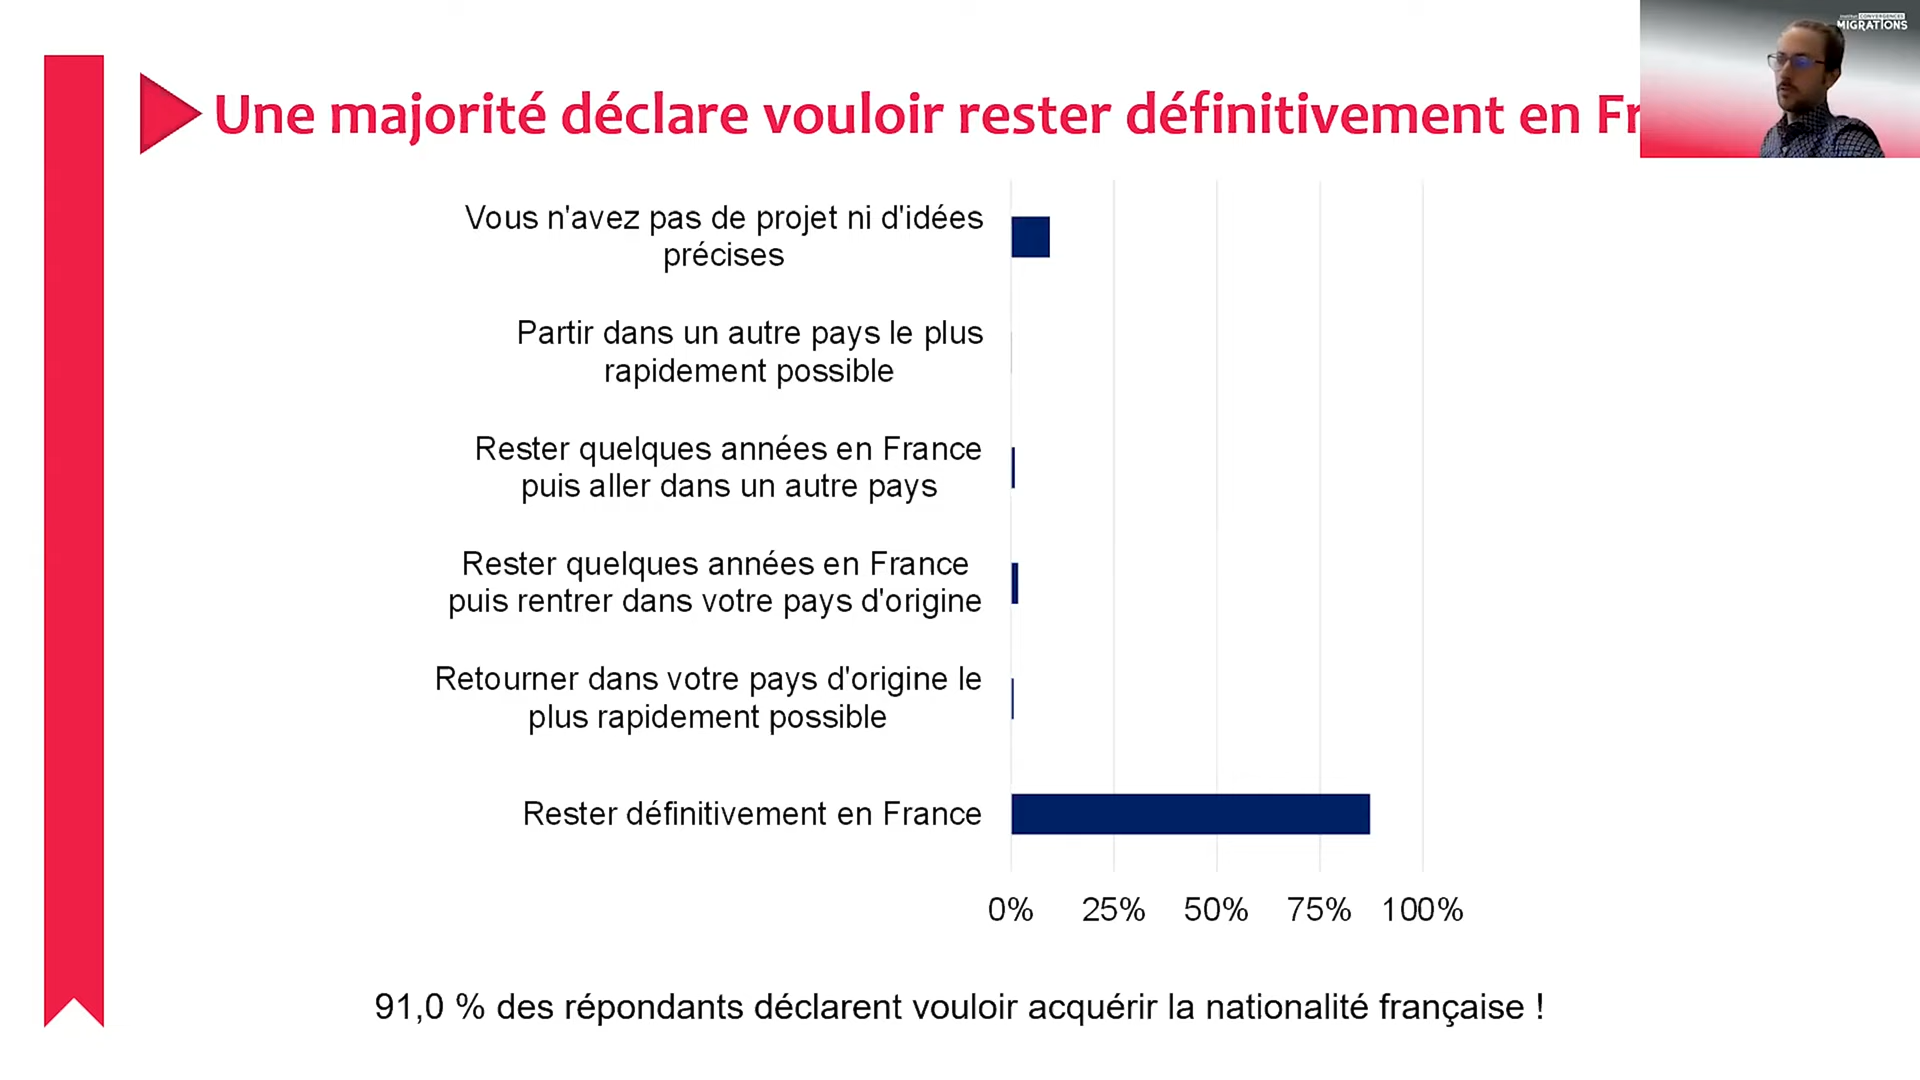 CONVERGENCES
MIGRATIONS
Une majorité déclare vouloir rester définitivement en Fr
Vous n'avez pas de projet ni d'idées
précises
Partir dans un autre pays le plus
rapidement possible
Rester quelques années en France
puis aller dans un autre pays
Rester quelques années en France
puis rentrer dans votre pays d'origine
Retourner dans votre pays d'origine le
plus rapidement possible
Rester définitivement en France
0% 25% 50% 75% 100%
91,0 % des répondants déclarent vouloir acquérir la nationalité française !